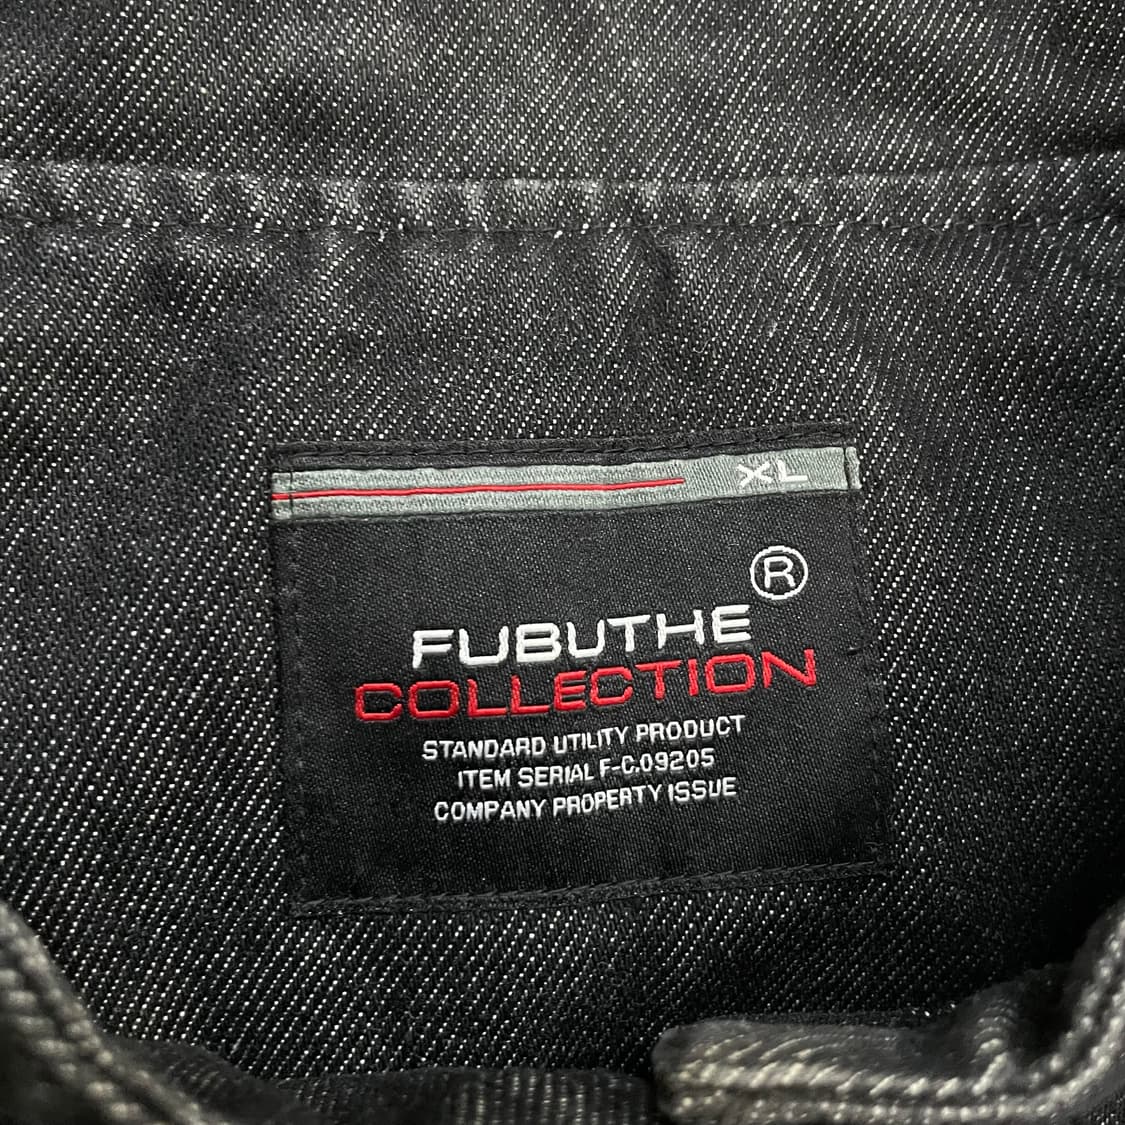 XL
®
FUBUTHE
COLLECTION
STANDARD UTILITY PRODUCT
ITEM SERIAL F-C.09205
COMPANY PROPERTY ISSUE